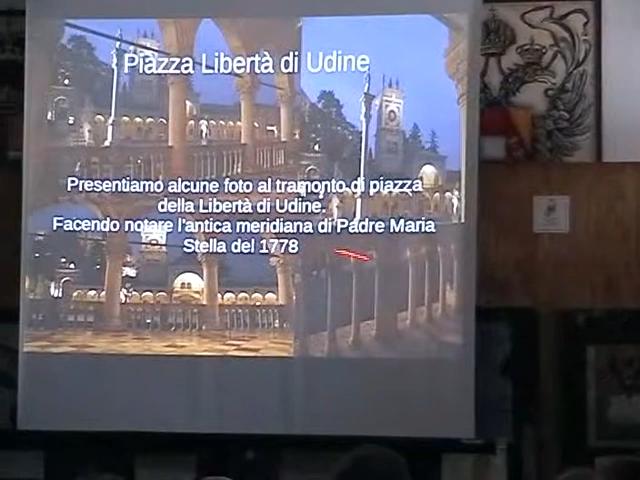 Piazza Libertà di Udine
Presentiamo alcune foto al tramonto di piazza
della Libertà di Udine.
Facendo notare l'antica meridiana di Padre Maria
Stella del 1778